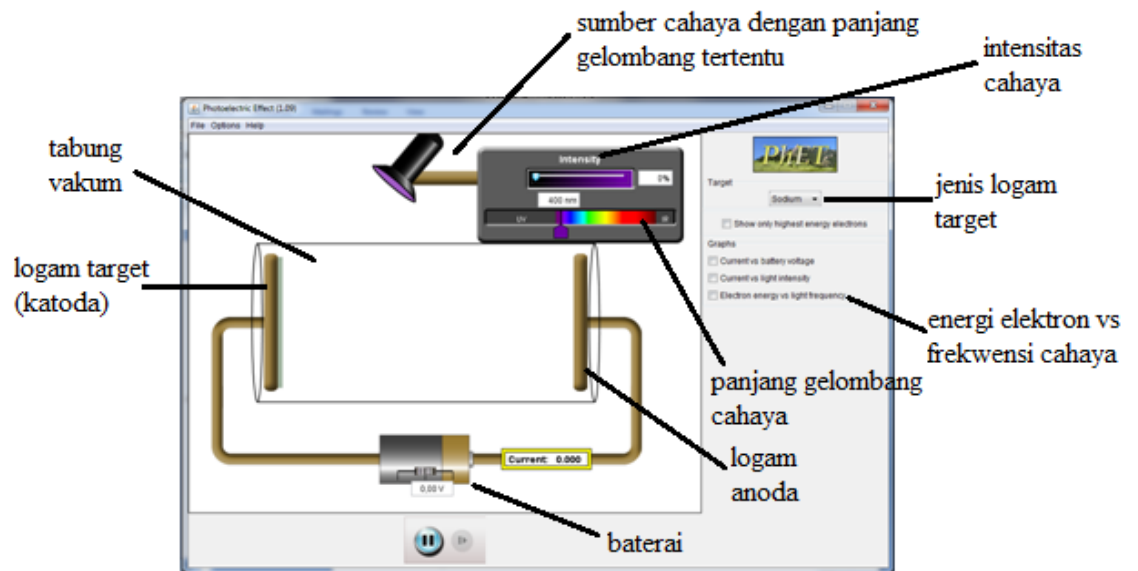 sumber cahaya dengan panjang
gelombang tertentu
intensitas
cahaya
tabung
vakum
logam target
(katoda)
Photoelectric Effect (1.09)
File Options Help
Intensity
0%
400 nm
UV
IR
PhET
Target
Sodium
Show only highest energy electrons
Graphs
Current vs battery voltage
Current vs light intensity
Electron energy vs light frequency
jenis logam
target
energi elektron vs
frekwensi cahaya
panjang gelombang
cahaya
logam
anoda
Current: 0.000
0,00 V
baterai